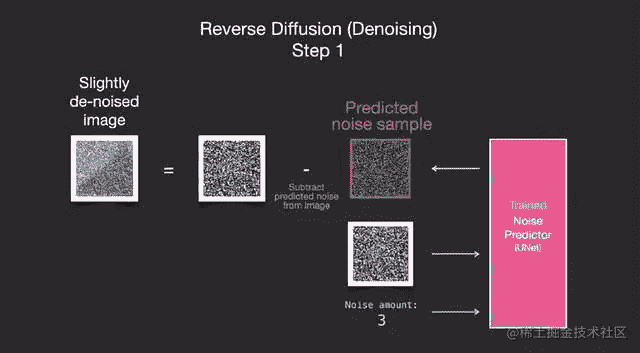 Reverse Diffusion (Denoising)
Step 1
Slightly
de-noised
image
=
-
Subtract
predicted noise
from image
Predicted
noise sample
Noise amount:
3
Trained
Noise
Predictor
(UNet)
@稀土掘金技术社区